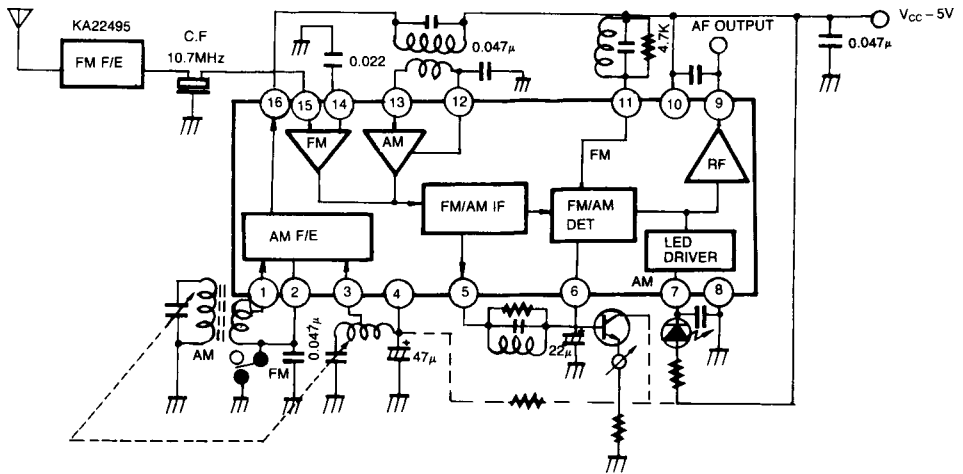 KA22495
FM F/E
C.F
10.7MHz
0.022
0.047μ
4.7K
AF OUTPUT
V_CC – 5V
0.047μ
16
15
14
13
12
11
10
9
FM
AM
FM
RF
FM/AM IF
FM/AM
DET
AM F/E
LED
DRIVER
AM
1
2
3
4
5
6
7
8
AM
FM
0.047μ
+
47μ
22μ
+